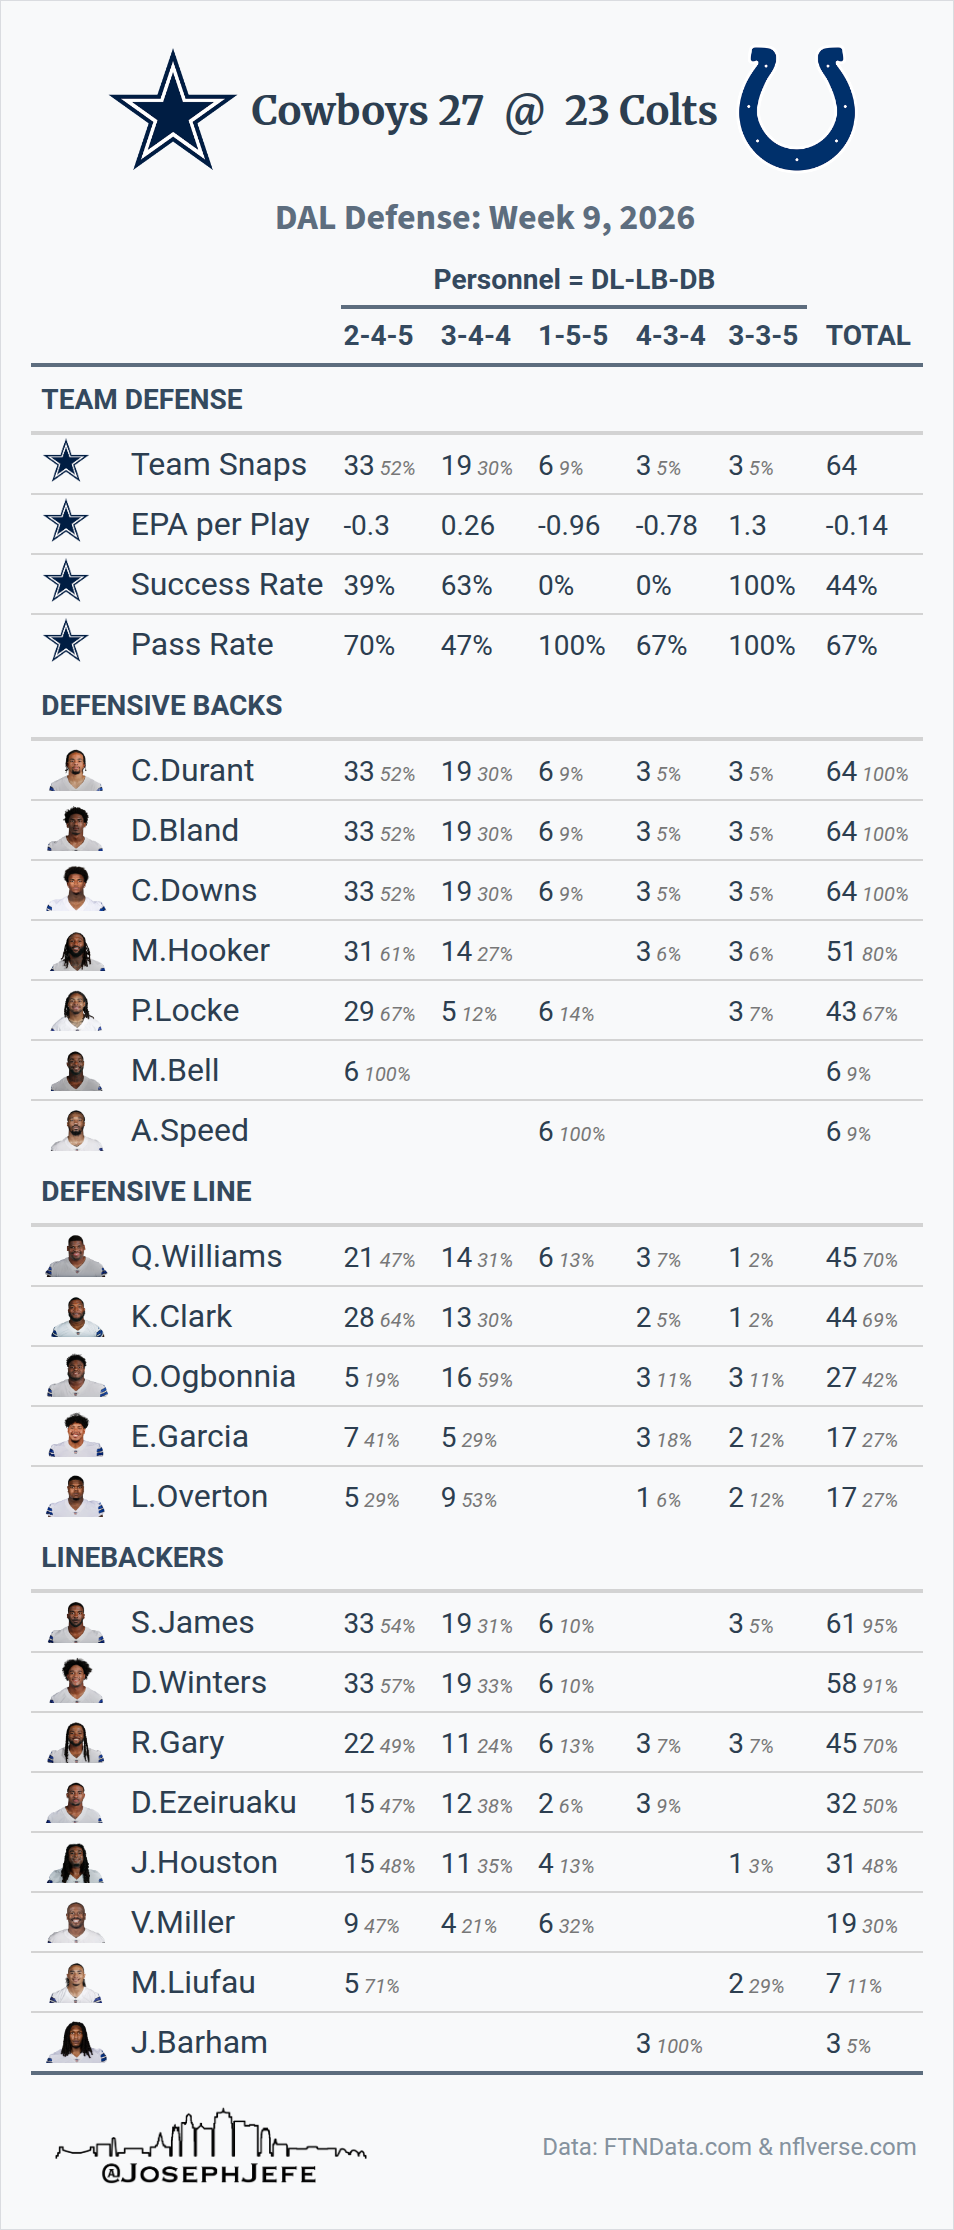 Cowboys 27 @ 23 Colts
DAL Defense: Week 9, 2026
Personnel = DL-LB-DB
2-4-5 3-4-4 1-5-5 4-3-4 3-3-5 TOTAL
TEAM DEFENSE
Team Snaps 33 52% 19 30% 6 9% 3 5% 3 5% 64
EPA per Play -0.3 0.26 -0.96 -0.78 1.3 -0.14
Success Rate 39% 63% 0% 0% 100% 44%
Pass Rate 70% 47% 100% 67% 100% 67%
DEFENSIVE BACKS
C.Durant 33 52% 19 30% 6 9% 3 5% 3 5% 64 100%
D.Bland 33 52% 19 30% 6 9% 3 5% 3 5% 64 100%
C.Downs 33 52% 19 30% 6 9% 3 5% 3 5% 64 100%
M.Hooker 31 61% 14 27% 3 6% 3 6% 51 80%
P.Locke 29 67% 5 12% 6 14% 3 7% 43 67%
M.Bell 6 100% 6 9%
A.Speed 6 100% 6 9%
DEFENSIVE LINE
Q.Williams 21 47% 14 31% 6 13% 3 7% 1 2% 45 70%
K.Clark 28 64% 13 30% 2 5% 1 2% 44 69%
O.Ogbonnia 5 19% 16 59% 3 11% 3 11% 27 42%
E.Garcia 7 41% 5 29% 3 18% 2 12% 17 27%
L.Overton 5 29% 9 53% 1 6% 2 12% 17 27%
LINEBACKERS
S.James 33 54% 19 31% 6 10% 3 5% 61 95%
D.Winters 33 57% 19 33% 6 10% 58 91%
R.Gary 22 49% 11 24% 6 13% 3 7% 3 7% 45 70%
D.Ezeiruaku 15 47% 12 38% 2 6% 3 9% 32 50%
J.Houston 15 48% 11 35% 4 13% 1 3% 31 48%
V.Miller 9 47% 4 21% 6 32% 19 30%
M.Liufau 5 71% 2 29% 7 11%
J.Barham 3 100% 3 5%
@JOSEPHJEFE
Data: FTNData.com & nflverse.com